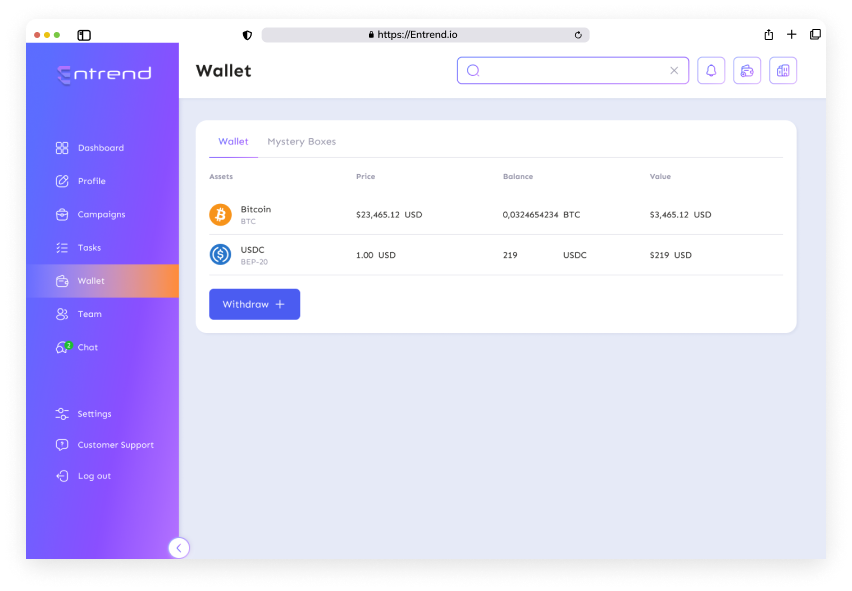 https://Entrend.io
Entrend
Wallet
Dashboard
Profile
Campaigns
Tasks
Wallet
Team
2
Chat
Settings
Customer Support
Log out
Wallet Mystery Boxes
Assets Price Balance Value
Bitcoin
BTC
$23,465.12 USD 0,0324654234 BTC $3,465.12 USD
USDC
BEP-20
1.00 USD 219 USDC $219 USD
Withdraw +